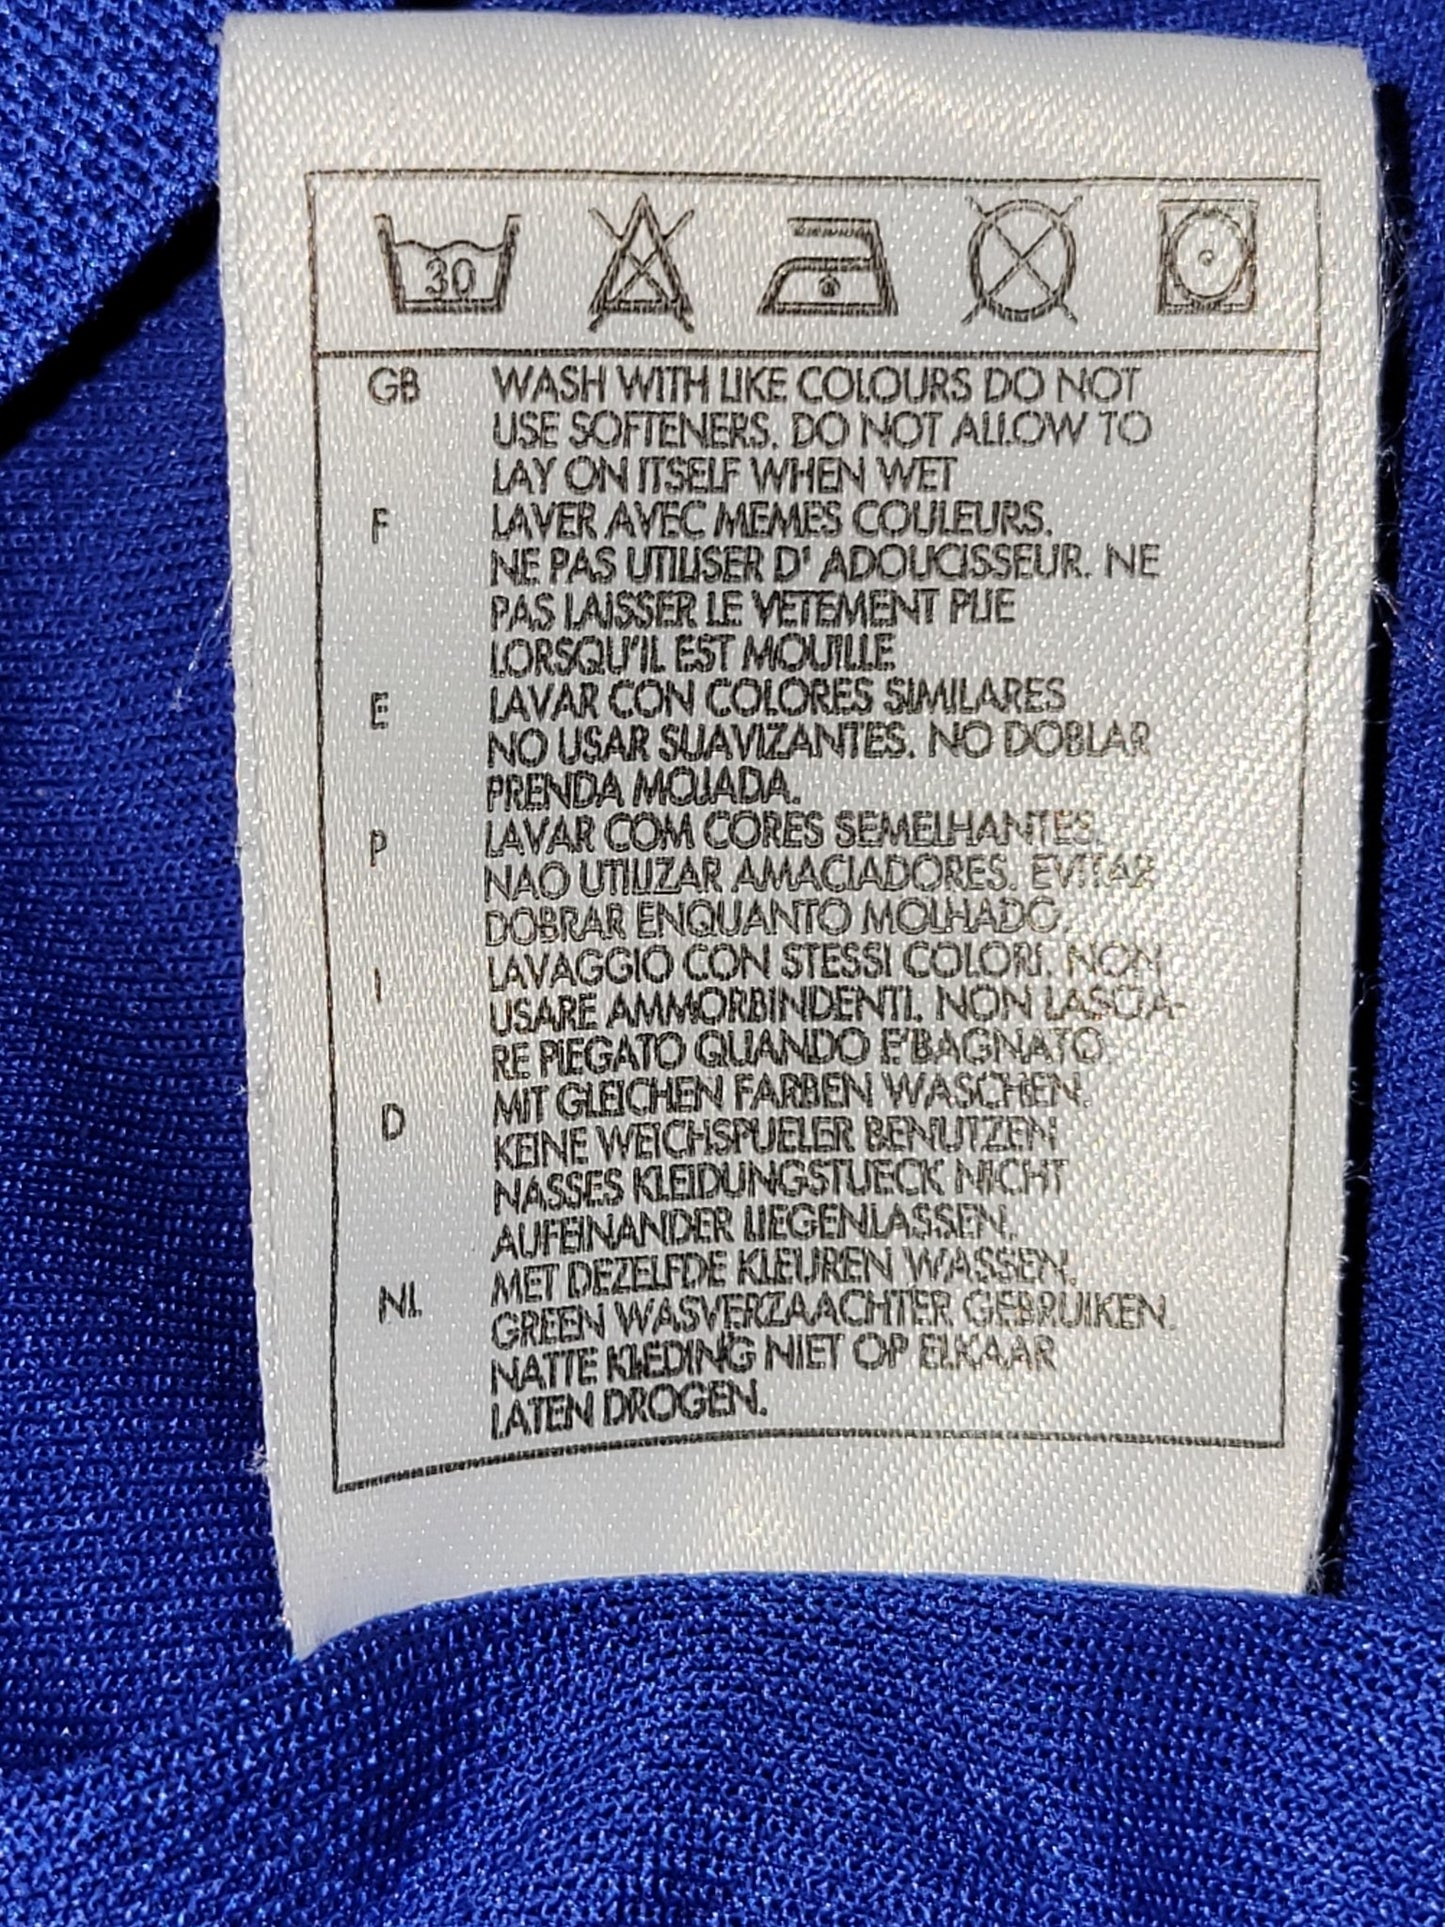 30
GB WASH WITH LIKE COLOURS DO NOT
USE SOFTENERS. DO NOT ALLOW TO
LAY ON ITSELF WHEN WET
F LAVER AVEC MEMES COULEURS.
NE PAS UTILISER D' ADOUCISSEUR. NE
PAS LAISSER LE VETEMENT PLIE
LORSQU'IL EST MOUILLE
E LAVAR CON COLORES SIMILARES
NO USAR SUAVIZANTES. NO DOBLAR
PRENDA MOJADA.
P LAVAR COM CORES SEMELHANTES.
NAO UTILIZAR AMACIADORES. EVITAR
DOBRAR ENQUANTO MOLHADO.
I LAVAGGIO CON STESSI COLORI. NON
USARE AMMORBINDENTI. NON LASCIA-
RE PIEGATO QUANDO E'BAGNATO.
D MIT GLEICHEN FARBEN WASCHEN.
KEINE WEICHSPUELER BENUTZEN
NASSES KLEIDUNGSTUECK NICHT
AUFEINANDER LIEGENLASSEN.
NL MET DEZELFDE KLEUREN WASSEN.
GREEN WASVERZAACHTER GEBRUIKEN.
NATTE KLEDING NIET OP ELKAAR
LATEN DROGEN.